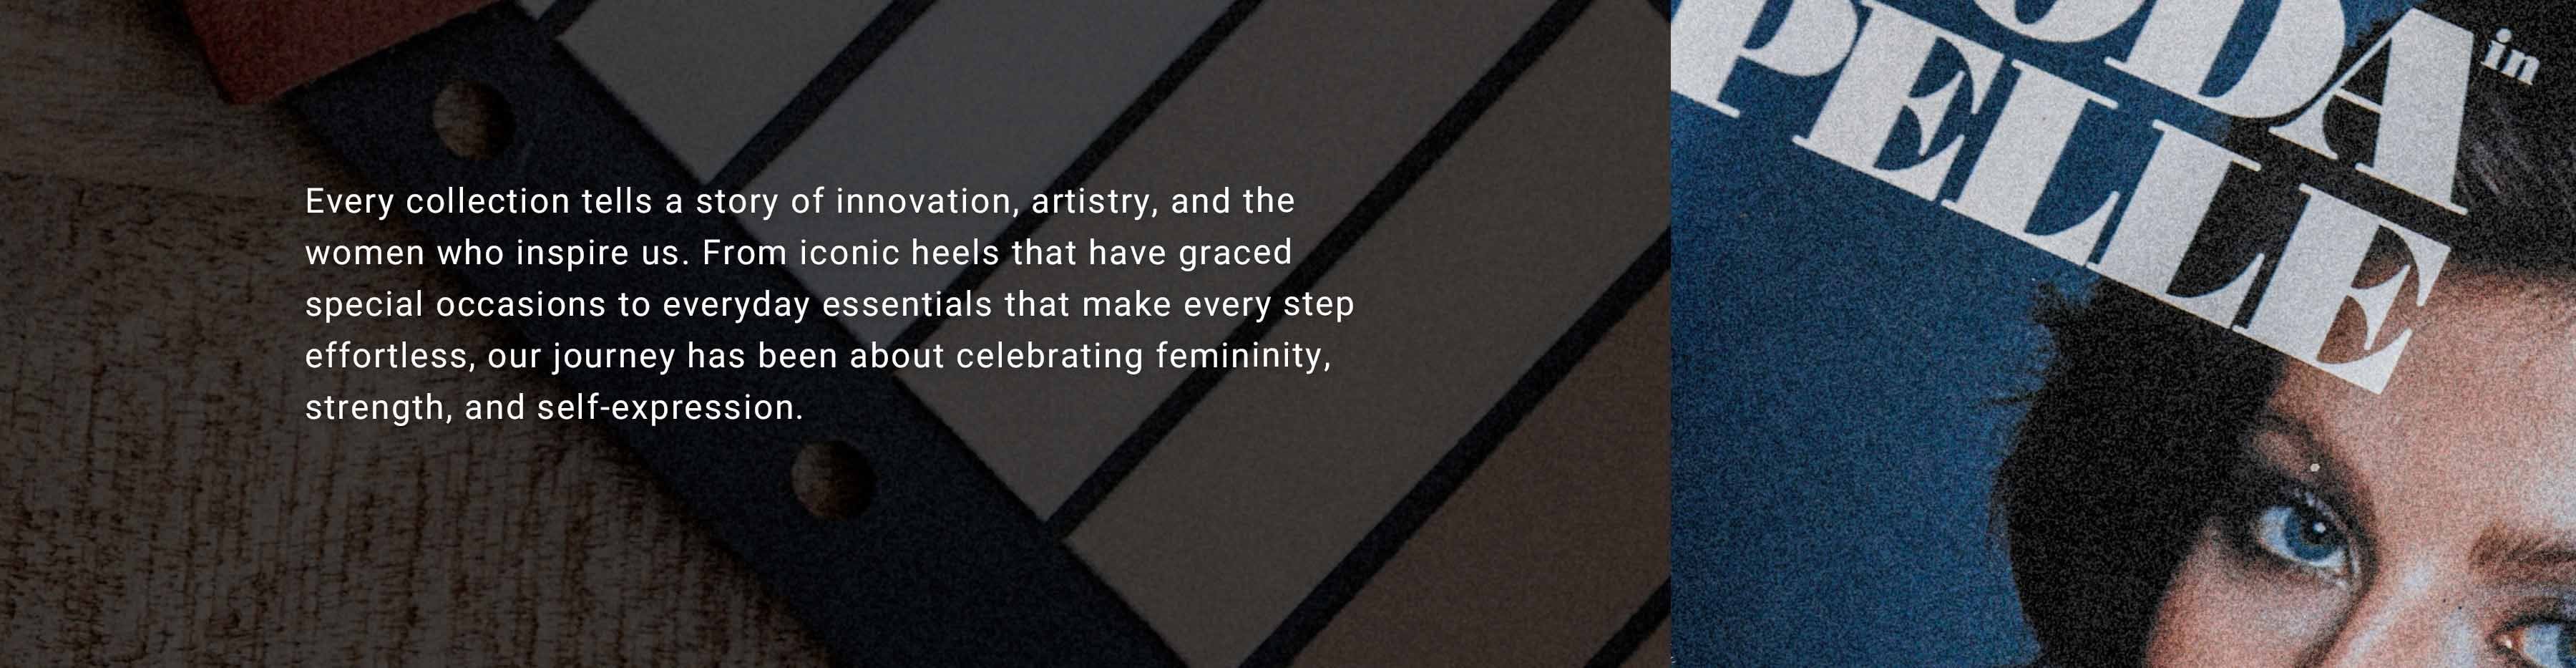 Every collection tells a story of innovation, artistry, and the
women who inspire us. From iconic heels that have graced
special occasions to everyday essentials that make every step
effortless, our journey has been about celebrating femininity,
strength, and self-expression.
in
PELLE